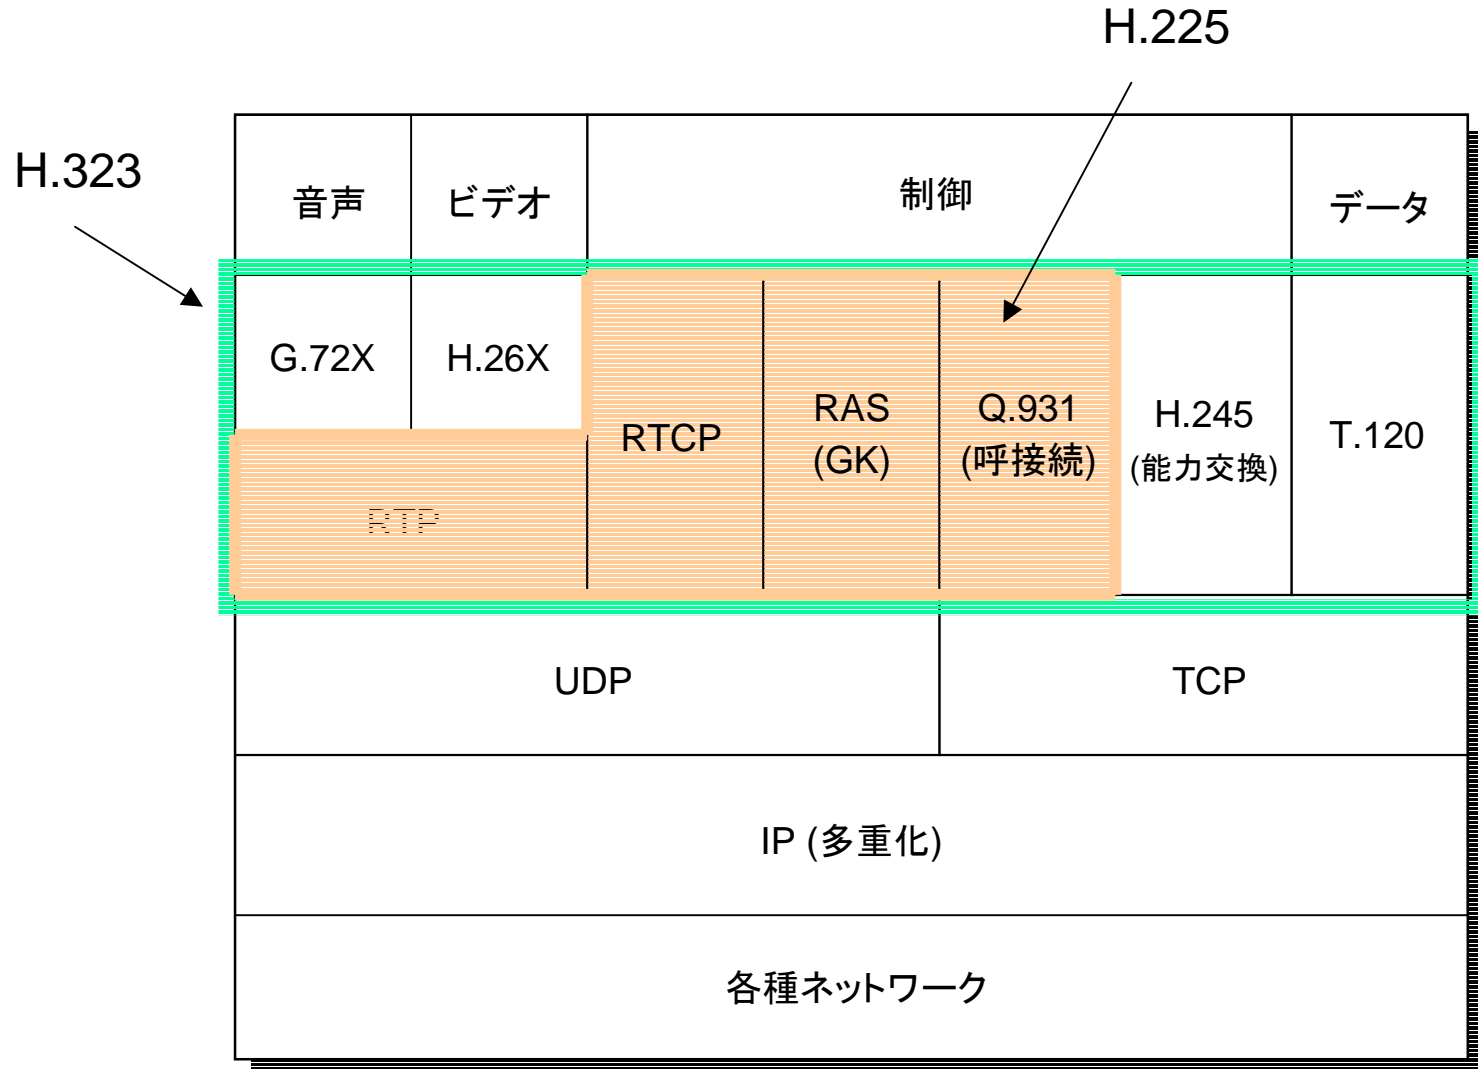 H.225
H.323
音声
ビデオ
制御
データ
G.72X
H.26X
RTCP
RAS
(GK)
Q.931
(呼接続)
H.245
(能力交換)
T.120
RTP
UDP
TCP
IP (多重化)
各種ネットワーク